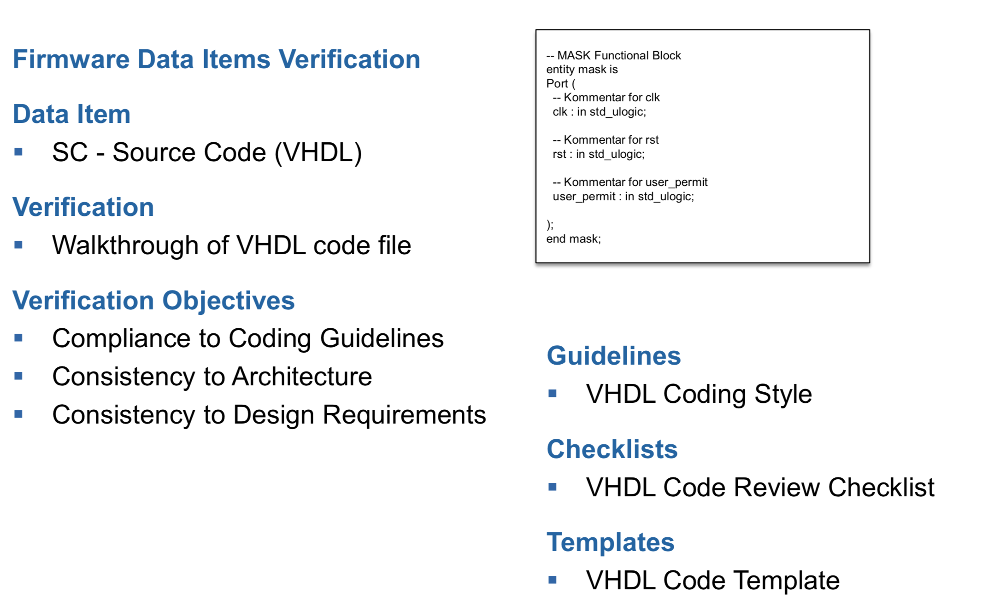 Firmware Data Items Verification
Data Item
▪ SC - Source Code (VHDL)
Verification
▪ Walkthrough of VHDL code file
Verification Objectives
▪ Compliance to Coding Guidelines
▪ Consistency to Architecture
▪ Consistency to Design Requirements
-- MASK Functional Block
entity mask is
Port (
-- Kommentar for clk
clk : in std_ulogic;
-- Kommentar for rst
rst : in std_ulogic;
-- Kommentar for user_permit
user_permit : in std_ulogic;
);
end mask;
Guidelines
▪ VHDL Coding Style
Checklists
▪ VHDL Code Review Checklist
Templates
▪ VHDL Code Template